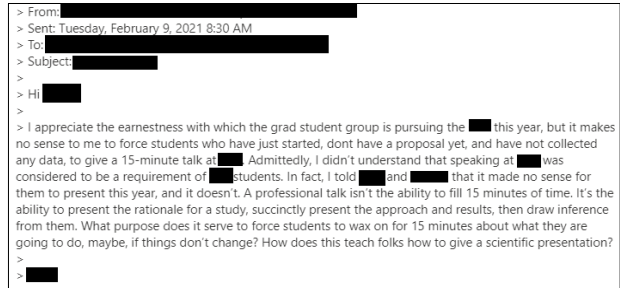 > From:
> Sent: Tuesday, February 9, 2021 8:30 AM
> To:
> Subject:
>
> Hi
>
> I appreciate the earnestness with which the grad student group is pursuing the this year, but it makes
no sense to me to force students who have just started, dont have a proposal yet, and have not collected
any data, to give a 15-minute talk at . Admittedly, I didn't understand that speaking at was
considered to be a requirement of students. In fact, I told and that it made no sense for
them to present this year, and it doesn't. A professional talk isn't the ability to fill 15 minutes of time. It's the
ability to present the rationale for a study, succinctly present the approach and results, then draw inference
from them. What purpose does it serve to force students to wax on for 15 minutes about what they are
going to do, maybe, if things don't change? How does this teach folks how to give a scientific presentation?
>
>